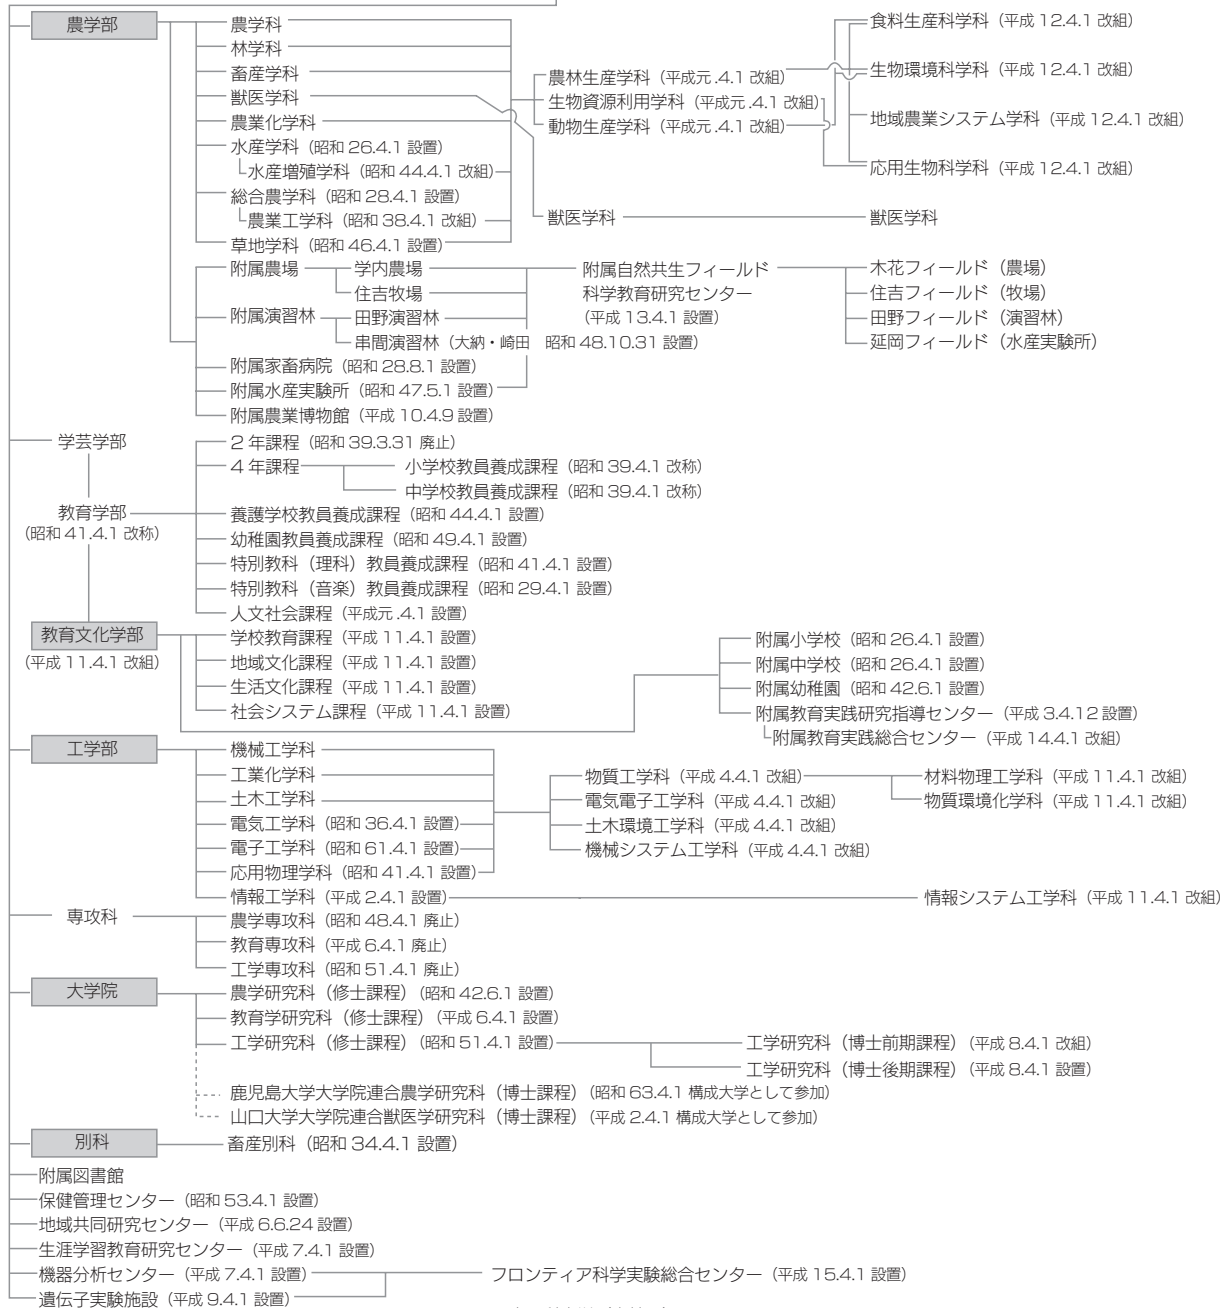 農学部
農学科
林学科
畜産学科
獣医学科
農業化学科
水産学科（昭和 26.4.1 設置）
水産増殖学科（昭和 44.4.1 改組）
総合農学科（昭和 28.4.1 設置）
農業工学科（昭和 38.4.1 改組）
草地学科（昭和 46.4.1 設置）
農林生産学科（平成元 .4.1 改組）
生物資源利用学科（平成元 .4.1 改組）
動物生産学科（平成元 .4.1 改組）
獣医学科
食料生産科学科（平成 12.4.1 改組）
生物環境科学科（平成 12.4.1 改組）
地域農業システム学科（平成 12.4.1 改組）
応用生物科学科（平成 12.4.1 改組）
獣医学科
附属農場
学内農場
住吉牧場
附属演習林
田野演習林
串間演習林（大納・崎田　昭和 48.10.31 設置）
附属家畜病院（昭和 28.8.1 設置）
附属水産実験所（昭和 47.5.1 設置）
附属農業博物館（平成 10.4.9 設置）
附属自然共生フィールド
科学教育研究センター
（平成 13.4.1 設置）
木花フィールド（農場）
住吉フィールド（牧場）
田野フィールド（演習林）
延岡フィールド（水産実験所）
学芸学部
教育学部
（昭和 41.4.1 改称）
2 年課程（昭和 39.3.31 廃止）
4 年課程
小学校教員養成課程（昭和 39.4.1 改称）
中学校教員養成課程（昭和 39.4.1 改称）
養護学校教員養成課程（昭和 44.4.1 設置）
幼稚園教員養成課程（昭和 49.4.1 設置）
特別教科（理科）教員養成課程（昭和 41.4.1 設置）
特別教科（音楽）教員養成課程（昭和 29.4.1 設置）
人文社会課程（平成元 .4.1 設置）
教育文化学部
（平成 11.4.1 改組）
学校教育課程（平成 11.4.1 設置）
地域文化課程（平成 11.4.1 設置）
生活文化課程（平成 11.4.1 設置）
社会システム課程（平成 11.4.1 設置）
附属小学校（昭和 26.4.1 設置）
附属中学校（昭和 26.4.1 設置）
附属幼稚園（昭和 42.6.1 設置）
附属教育実践研究指導センター（平成 3.4.12 設置）
附属教育実践総合センター（平成 14.4.1 改組）
工学部
機械工学科
工業化学科
土木工学科
電気工学科（昭和 36.4.1 設置）
電子工学科（昭和 61.4.1 設置）
応用物理学科（昭和 41.4.1 設置）
情報工学科（平成 2.4.1 設置）
物質工学科（平成 4.4.1 改組）
電気電子工学科（平成 4.4.1 改組）
土木環境工学科（平成 4.4.1 改組）
機械システム工学科（平成 4.4.1 改組）
材料物理工学科（平成 11.4.1 改組）
物質環境化学科（平成 11.4.1 改組）
情報システム工学科（平成 11.4.1 改組）
専攻科
農学専攻科（昭和 48.4.1 廃止）
教育専攻科（平成 6.4.1 廃止）
工学専攻科（昭和 51.4.1 廃止）
大学院
農学研究科（修士課程）（昭和 42.6.1 設置）
教育学研究科（修士課程）（平成 6.4.1 設置）
工学研究科（修士課程）（昭和 51.4.1 設置）
工学研究科（博士前期課程）（平成 8.4.1 改組）
工学研究科（博士後期課程）（平成 8.4.1 設置）
鹿児島大学大学院連合農学研究科（博士課程）（昭和 63.4.1 構成大学として参加）
山口大学大学院連合獣医学研究科（博士課程）（平成 2.4.1 構成大学として参加）
別科
畜産別科（昭和 34.4.1 設置）
附属図書館
保健管理センター（昭和 53.4.1 設置）
地域共同研究センター（平成 6.6.24 設置）
生涯学習教育研究センター（平成 7.4.1 設置）
機器分析センター（平成 7.4.1 設置）
遺伝子実験施設（平成 9.4.1 設置）
フロンティア科学実験総合センター（平成 15.4.1 設置）